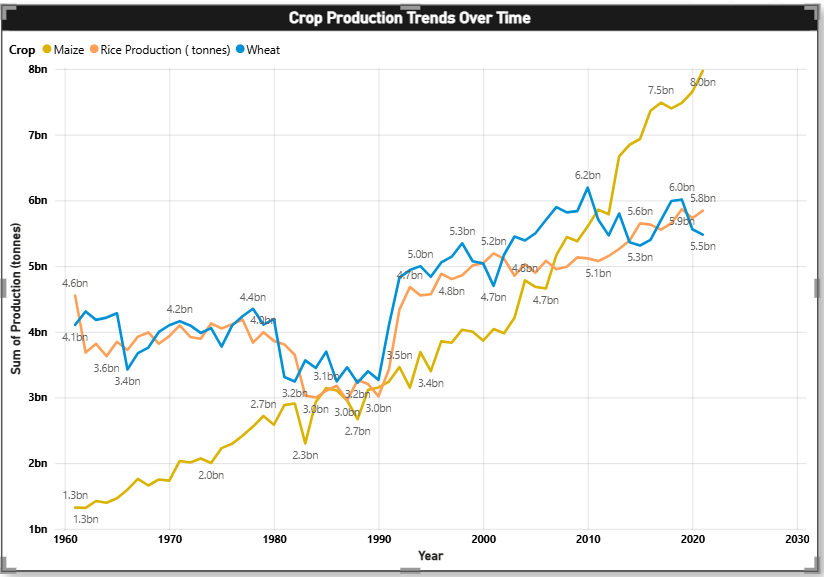 Crop Production Trends Over Time
Crop Maize Rice Production ( tonnes) Wheat
8bn
7bn
6bn
5bn
4bn
3bn
2bn
1bn
Sum of Production (tonnes)
4.6bn
4.1bn
3.6bn
3.4bn
1.3bn
1.3bn
4.2bn
2.0bn
4.4bn
4.0bn
2.7bn
3.2bn
2.3bn
3.0bn
3.1bn
3.0bn
3.2bn
2.7bn
3.0bn
3.5bn
4.7bn
5.0bn
3.4bn
4.8bn
5.3bn
5.2bn
4.7bn
4.8bn
4.7bn
6.2bn
5.1bn
5.6bn
5.3bn
7.5bn
6.0bn
5.9bn
8.0bn
5.8bn
5.5bn
1960 1970 1980 1990 2000 2010 2020 2030
Year